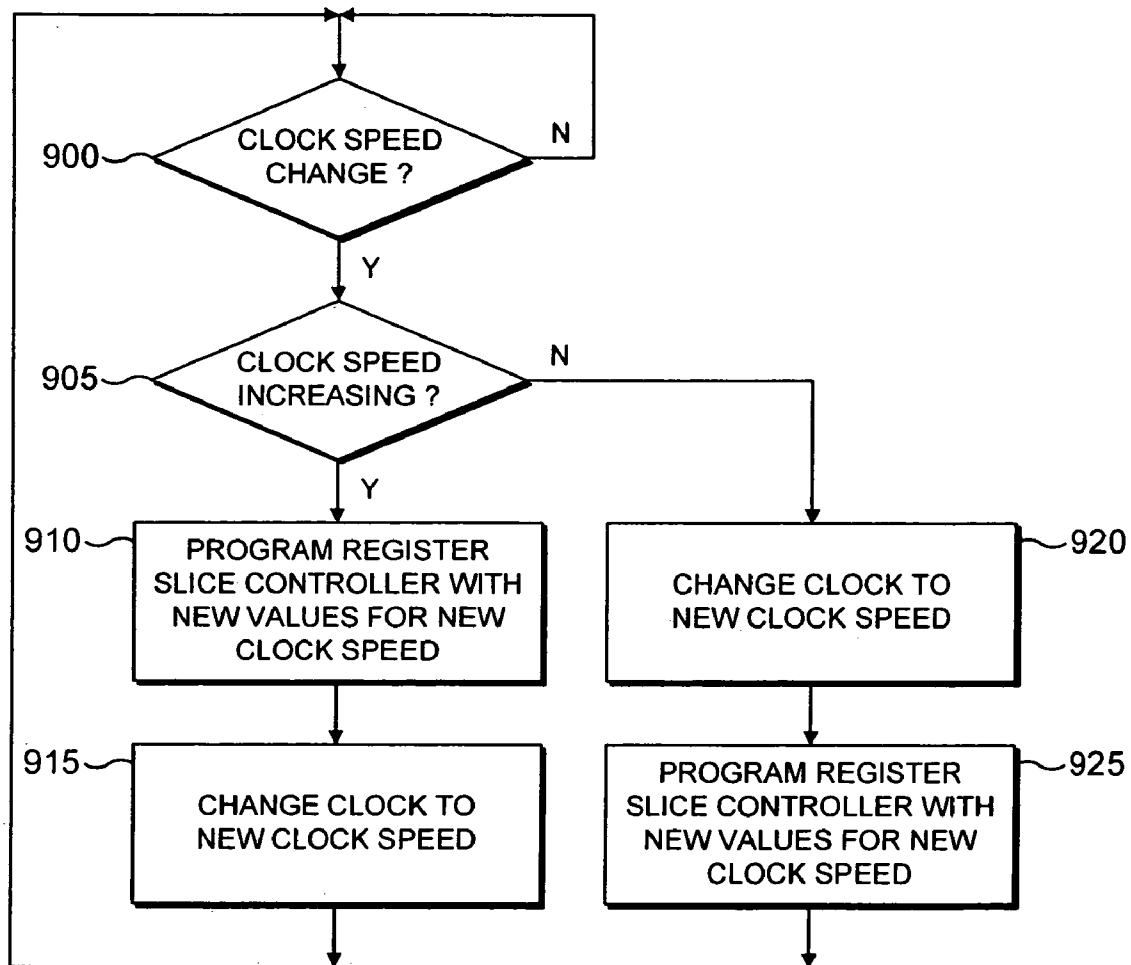 CLOCK SPEED
CHANGE ?
N
900
Y
CLOCK SPEED
INCREASING ?
N
905
Y
910
PROGRAM REGISTER
SLICE CONTROLLER WITH
NEW VALUES FOR NEW
CLOCK SPEED
CHANGE CLOCK TO
NEW CLOCK SPEED
920
915
CHANGE CLOCK TO
NEW CLOCK SPEED
PROGRAM REGISTER
SLICE CONTROLLER WITH
NEW VALUES FOR NEW
CLOCK SPEED
925